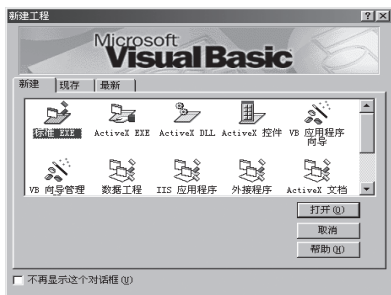 新建工程
Microsoft
Visual Basic
新建 现存 最新
标准 EXE ActiveX EXE ActiveX DLL ActiveX 控件 VB 应用程序
向导
VB 向导管理 数据工程 IIS 应用程序 外接程序 ActiveX 文档
打开(O)
取消
帮助(H)
不再显示这个对话框(U)